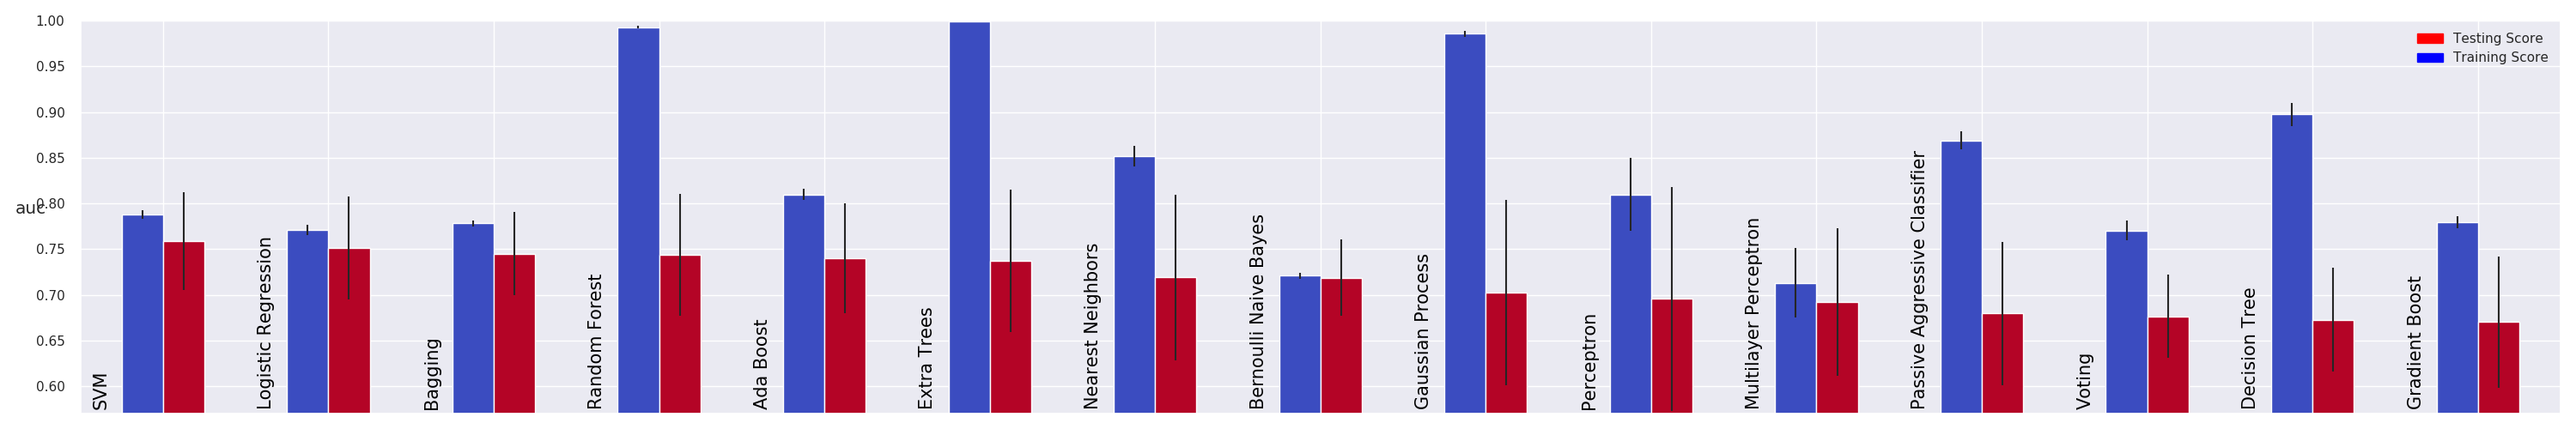 1.00
0.95
0.90
0.85
0.80
0.75
0.70
0.65
0.60
auc
Testing Score
Training Score
SVM
Logistic Regression
Bagging
Random Forest
Ada Boost
Extra Trees
Nearest Neighbors
Bernoulli Naive Bayes
Gaussian Process
Perceptron
Multilayer Perceptron
Passive Aggressive Classifier
Voting
Decision Tree
Gradient Boost